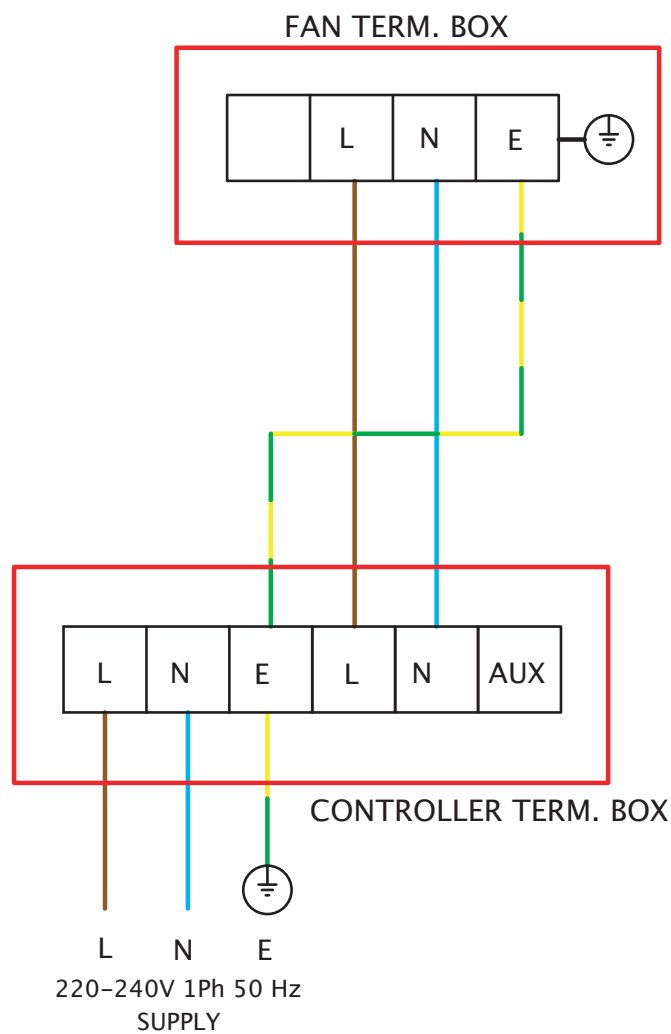 FAN TERM. BOX
L N E
L N E L N AUX
CONTROLLER TERM. BOX
L N E
220-240V 1Ph 50 Hz
SUPPLY